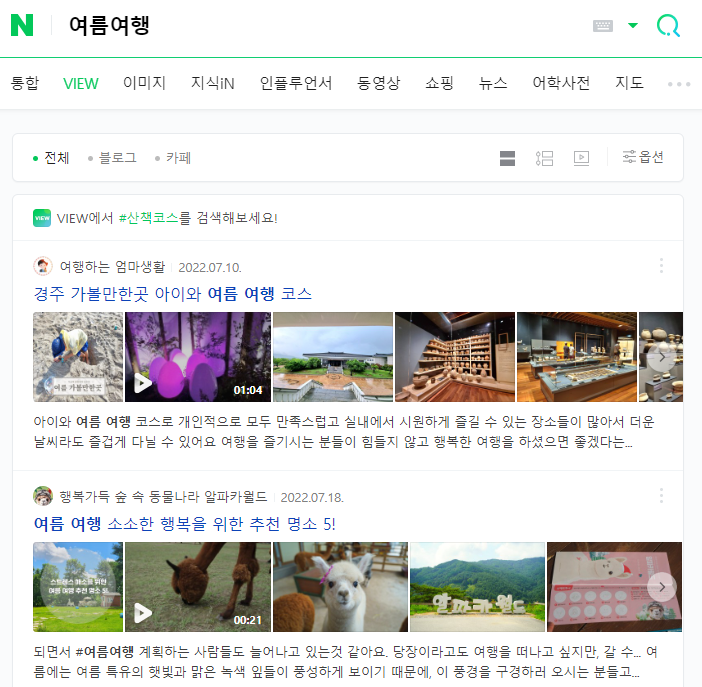 N 여름여행
통합 VIEW 이미지 지식iN 인플루언서 동영상 쇼핑 뉴스 어학사전 지도
전체 블로그 카페 옵션
VIEW VIEW에서 #산책코스를 검색해보세요!
여행하는 엄마생활 2022.07.10.
경주 가볼만한곳 아이와 여름 여행 코스
여름 가볼만한곳
01:04
아이와 여름 여행 코스로 개인적으로 모두 만족스럽고 실내에서 시원하게 즐길 수 있는 장소들이 많아서 더운
날씨라도 즐겁게 다닐 수 있어요 여행을 즐기시는 분들이 힘들지 않고 행복한 여행을 하셨으면 좋겠다는...
행복가득 숲 속 동물나라 알파카월드 2022.07.18.
여름 여행 소소한 행복을 위한 추천 명소 5!
스트레스 해소를 위한
여름 여행 추천 명소 5!
00:21
알파카월드
되면서 #여름여행 계획하는 사람들도 늘어나고 있는것 같아요. 당장이라도 여행을 떠나고 싶지만, 갈 수... 여
름에는 여름 특유의 햇빛과 맑은 녹색 잎들이 풍성하게 보이기 때문에, 이 풍경을 구경하러 오시는 분들고...